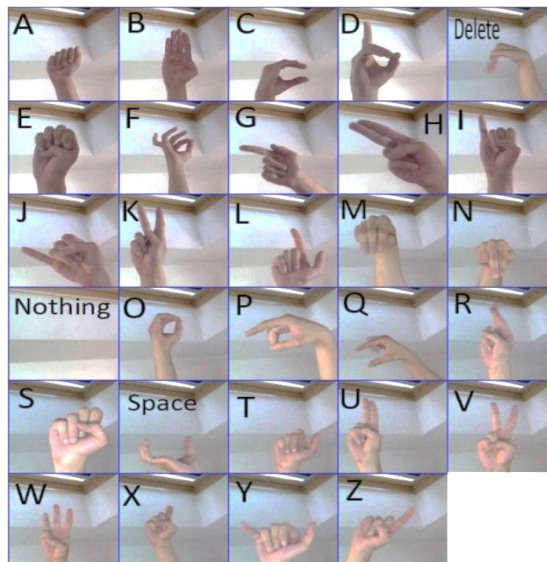 A B C D Delete
E F G H I
J K L M N
Nothing O P Q R
S Space T U V
W X Y Z